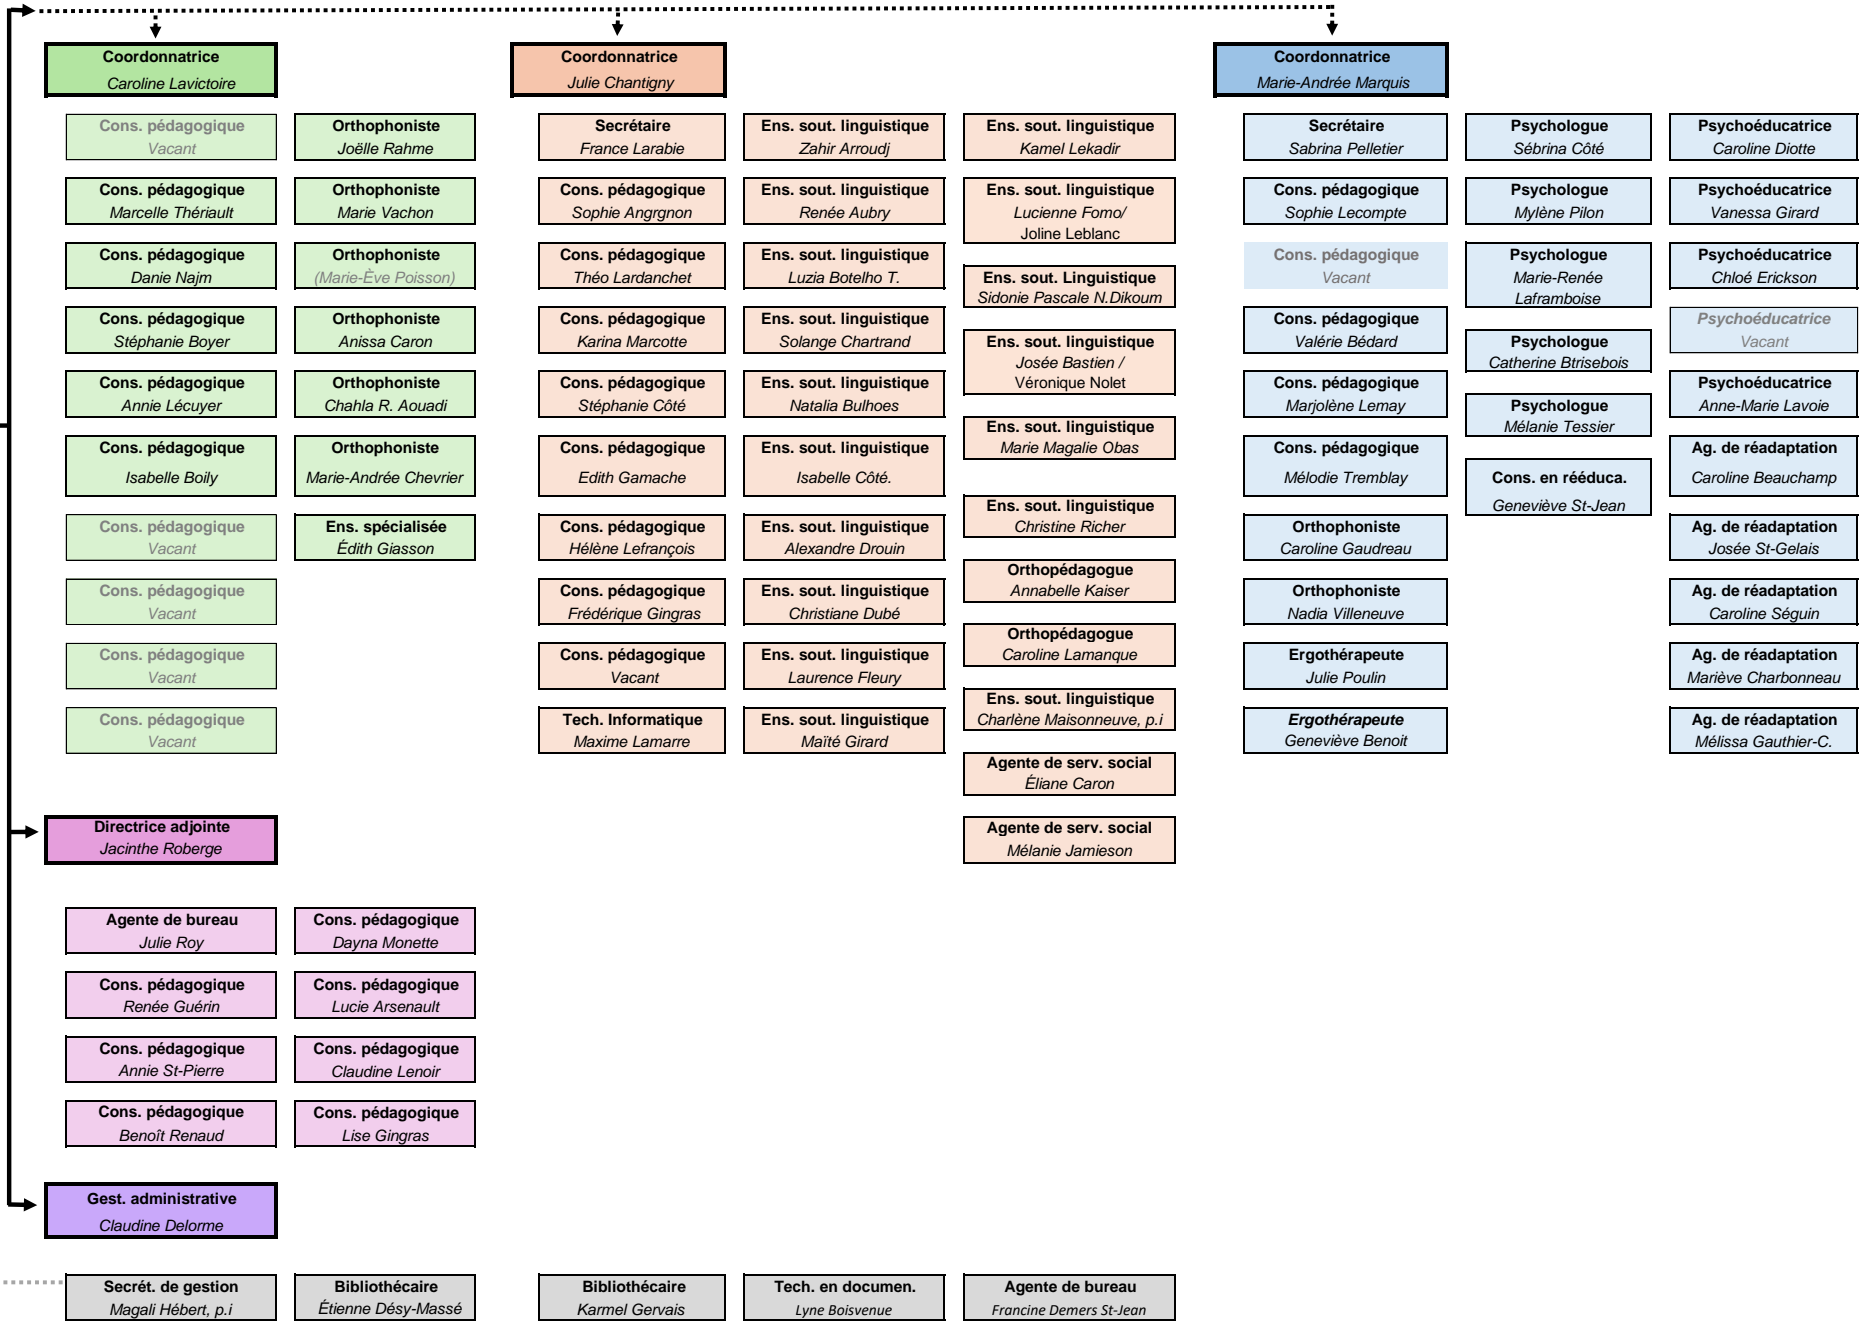 Coordonnatrice
Caroline Lavictoire
Cons. pédagogique
Vacant
Cons. pédagogique
Marcelle Thériault
Cons. pédagogique
Danie Najm
Cons. pédagogique
Stéphanie Boyer
Cons. pédagogique
Annie Lécuyer
Cons. pédagogique
Isabelle Boily
Cons. pédagogique
Vacant
Cons. pédagogique
Vacant
Cons. pédagogique
Vacant
Cons. pédagogique
Vacant
Orthophoniste
Joëlle Rahme
Orthophoniste
Marie Vachon
Orthophoniste
(Marie-Ève Poisson)
Orthophoniste
Anissa Caron
Orthophoniste
Chahla R. Aouadi
Orthophoniste
Marie-Andrée Chevrier
Ens. spécialisée
Édith Giasson
Coordonnatrice
Julie Chantigny
Secrétaire
France Larabie
Cons. pédagogique
Sophie Angrgnon
Cons. pédagogique
Théo Lardanchet
Cons. pédagogique
Karina Marcotte
Cons. pédagogique
Stéphanie Côté
Cons. pédagogique
Edith Gamache
Cons. pédagogique
Hélène Lefrançois
Cons. pédagogique
Frédérique Gingras
Cons. pédagogique
Vacant
Tech. Informatique
Maxime Lamarre
Ens. sout. linguistique
Zahir Arroudj
Ens. sout. linguistique
Renée Aubry
Ens. sout. linguistique
Luzia Botelho T.
Ens. sout. linguistique
Solange Chartrand
Ens. sout. linguistique
Natalia Bulhoes
Ens. sout. linguistique
Isabelle Côté.
Ens. sout. linguistique
Alexandre Drouin
Ens. sout. linguistique
Christiane Dubé
Ens. sout. linguistique
Laurence Fleury
Ens. sout. linguistique
Maïté Girard
Ens. sout. linguistique
Kamel Lekadir
Ens. sout. linguistique
Lucienne Fomo/
Joline Leblanc
Ens. sout. Linguistique
Sidonie Pascale N.Dikoum
Ens. sout. linguistique
Josée Bastien /
Véronique Nolet
Ens. sout. linguistique
Marie Magalie Obas
Ens. sout. linguistique
Christine Richer
Orthopédagogue
Annabelle Kaiser
Orthopédagogue
Caroline Lamanque
Ens. sout. linguistique
Charlène Maisonneuve, p.i
Agente de serv. social
Éliane Caron
Agente de serv. social
Mélanie Jamieson
Coordonnatrice
Marie-Andrée Marquis
Secrétaire
Sabrina Pelletier
Cons. pédagogique
Sophie Lecompte
Cons. pédagogique
Vacant
Cons. pédagogique
Valérie Bédard
Cons. pédagogique
Marjolène Lemay
Cons. pédagogique
Mélodie Tremblay
Orthophoniste
Caroline Gaudreau
Orthophoniste
Nadia Villeneuve
Ergothérapeute
Julie Poulin
Ergothérapeute
Geneviève Benoit
Psychologue
Sébrina Côté
Psychologue
Mylène Pilon
Psychologue
Marie-Renée
Laframboise
Psychologue
Catherine Btrisebois
Psychologue
Mélanie Tessier
Cons. en rééduca.
Geneviève St-Jean
Psychoéducatrice
Caroline Diotte
Psychoéducatrice
Vanessa Girard
Psychoéducatrice
Chloé Erickson
Psychoéducatrice
Vacant
Psychoéducatrice
Anne-Marie Lavoie
Ag. de réadaptation
Caroline Beauchamp
Ag. de réadaptation
Josée St-Gelais
Ag. de réadaptation
Caroline Séguin
Ag. de réadaptation
Mariève Charbonneau
Ag. de réadaptation
Mélissa Gauthier-C.
Directrice adjointe
Jacinthe Roberge
Agente de bureau
Julie Roy
Cons. pédagogique
Renée Guérin
Cons. pédagogique
Annie St-Pierre
Cons. pédagogique
Benoît Renaud
Cons. pédagogique
Dayna Monette
Cons. pédagogique
Lucie Arsenault
Cons. pédagogique
Claudine Lenoir
Cons. pédagogique
Lise Gingras
Gest. administrative
Claudine Delorme
Secrét. de gestion
Magali Hébert, p.i
Bibliothécaire
Étienne Désy-Massé
Bibliothécaire
Karmel Gervais
Tech. en documen.
Lyne Boisvenue
Agente de bureau
Francine Demers St-Jean